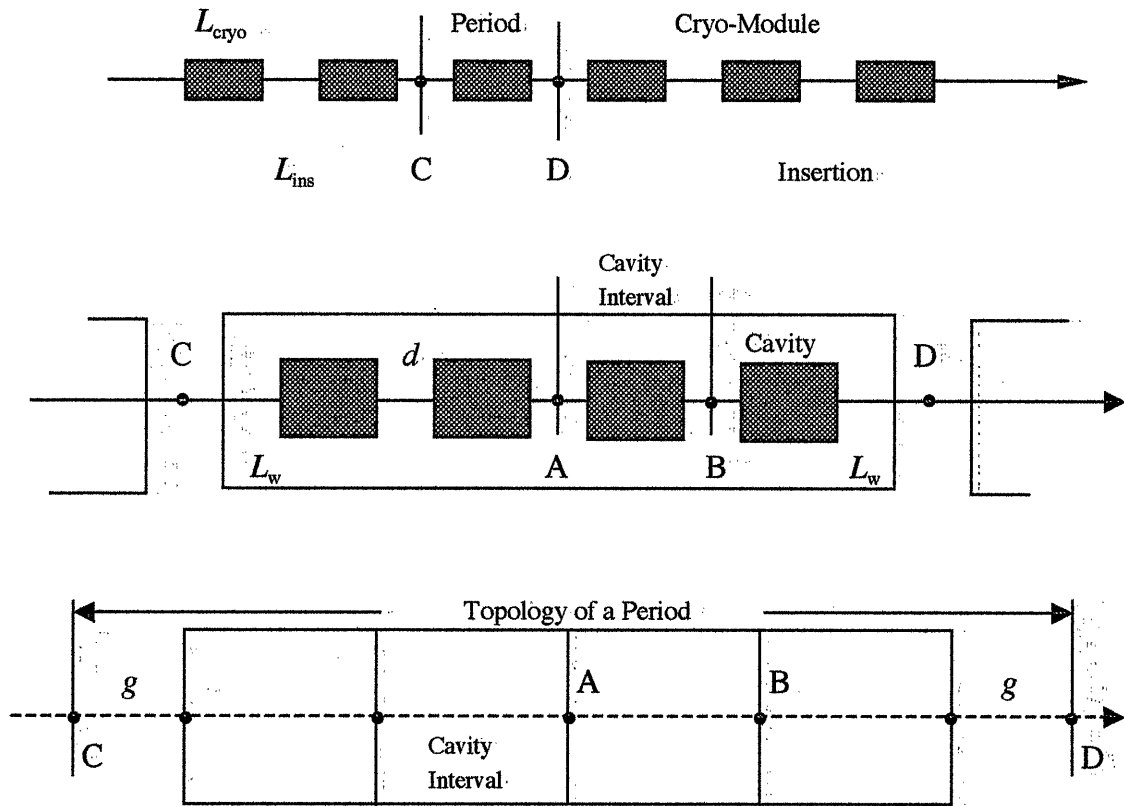 L_cryo Period Cryo-Module
L_ins C D Insertion
Cavity
Interval
C d Cavity D
L_w A B L_w
Topology of a Period
g A B g
C Cavity D
Interval